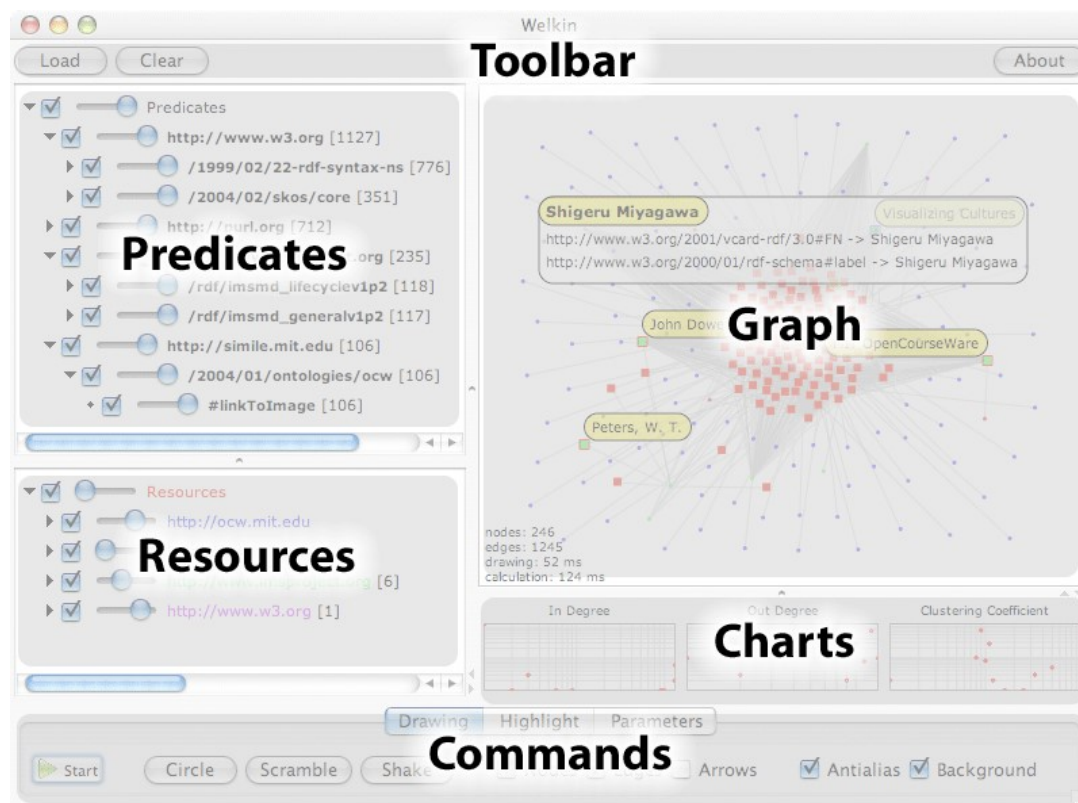 Welkin
Load Clear Toolbar About
Predicates
http://www.w3.org [1127]
/1999/02/22-rdf-syntax-ns [776]
/2004/02/skos/core [351]
http://purl.org [712]
Predicates .org [235]
/rdf/imsmd_lifecyclev1p2 [118]
/rdf/imsmd_generalv1p2 [117]
http://simile.mit.edu [106]
/2004/01/ontologies/ocw [106]
#linkToImage [106]
Resources
http://ocw.mit.edu
Resources
[6]
http://www.w3.org [1]
Shigeru Miyagawa Visualizing Cultures
http://www.w3.org/2001/vcard-rdf/3.0#FN -> Shigeru Miyagawa
http://www.w3.org/2000/01/rdf-schema#label -> Shigeru Miyagawa
John Dowe
Graph
OpenCourseWare
Peters, W. T.
nodes: 246
edges: 1245
drawing: 52 ms
calculation: 124 ms
In Degree Out Degree Clustering Coefficient
Charts
Drawing Highlight Parameters
Commands
Start Circle Scramble Shake Arrows Antialias Background